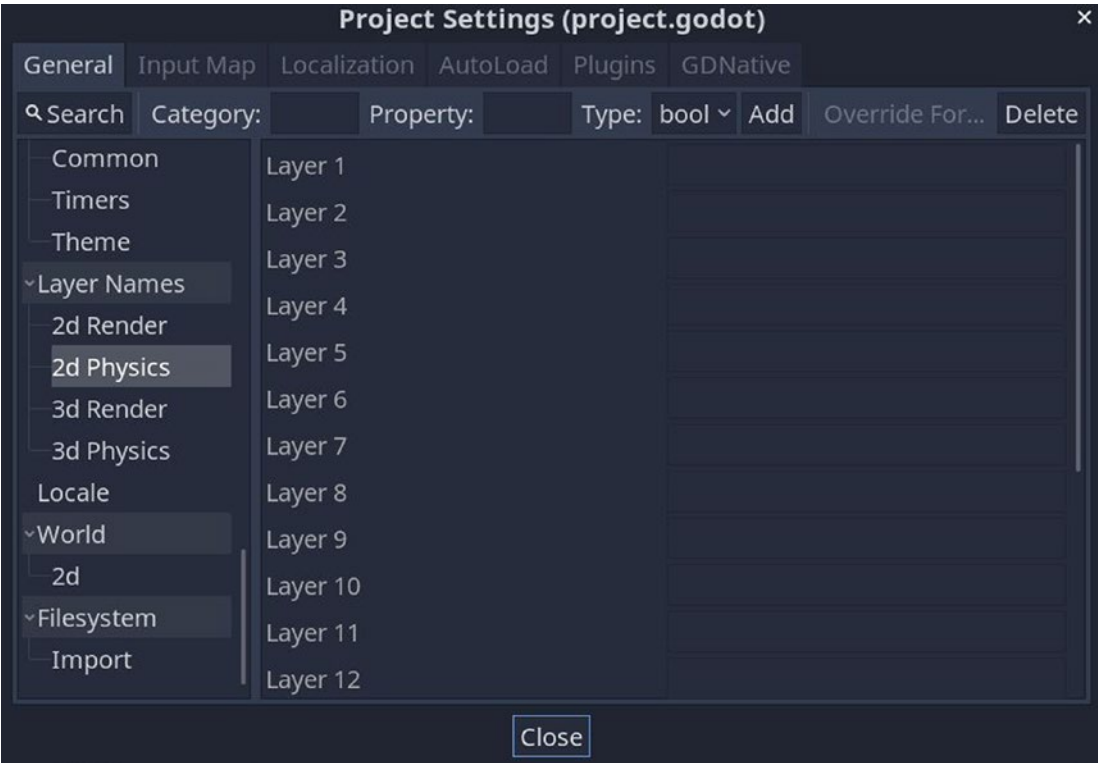 Project Settings (project.godot)
General Input Map Localization AutoLoad Plugins GDNative
Search Category: Property: Type: bool Add Override For... Delete
Common
Timers
Theme
Layer Names
2d Render
2d Physics
3d Render
3d Physics
Locale
World
2d
Filesystem
Import
Layer 1
Layer 2
Layer 3
Layer 4
Layer 5
Layer 6
Layer 7
Layer 8
Layer 9
Layer 10
Layer 11
Layer 12
Close